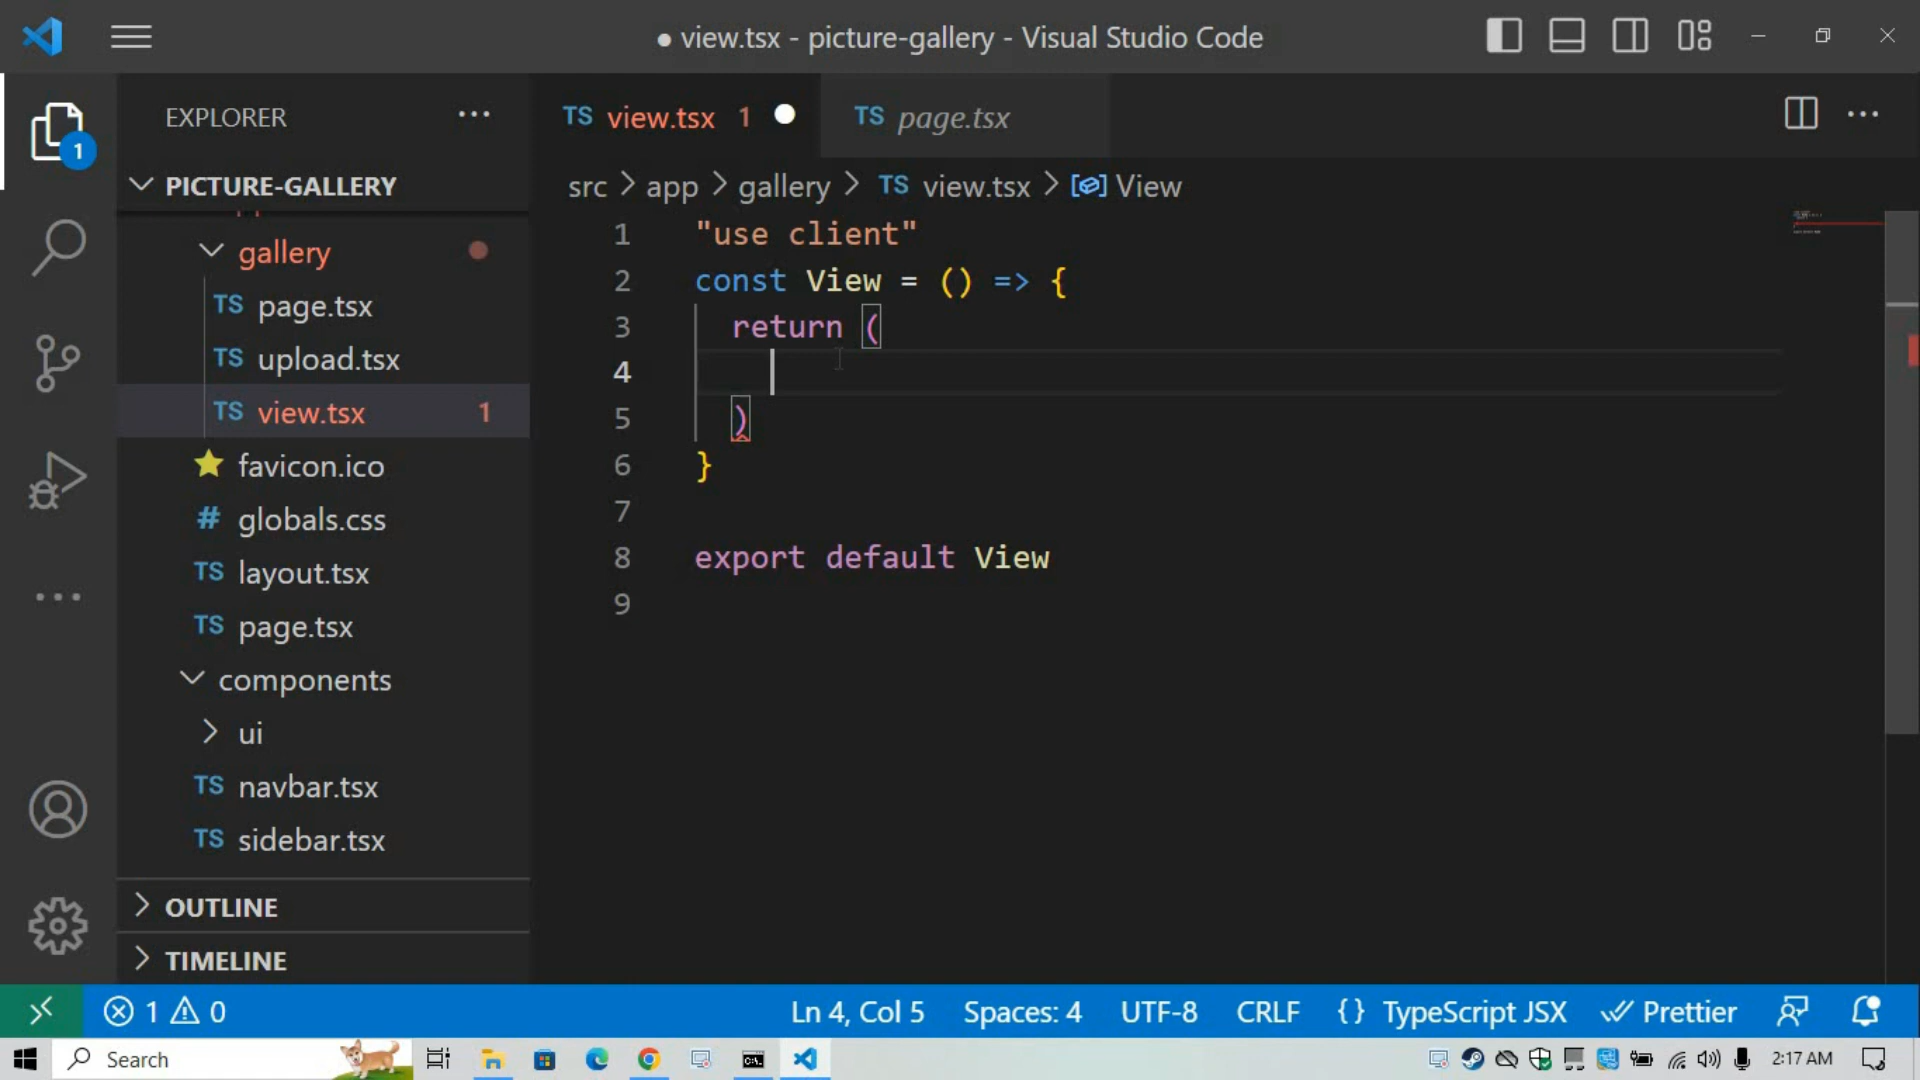 ● view.tsx - picture-gallery - Visual Studio Code
EXPLORER
TS view.tsx 1
TS page.tsx
1
PICTURE-GALLERY
src > app > gallery > TS view.tsx > View
gallery
TS page.tsx
TS upload.tsx
TS view.tsx 1
favicon.ico
# globals.css
TS layout.tsx
TS page.tsx
components
ui
TS navbar.tsx
TS sidebar.tsx
OUTLINE
TIMELINE
1 "use client"
2 const View = () => {
3 return (
4
5 )
6 }
7
8 export default View
9
1 0
Ln 4, Col 5 Spaces: 4 UTF-8 CRLF {} TypeScript JSX Prettier
Search
2:17 AM